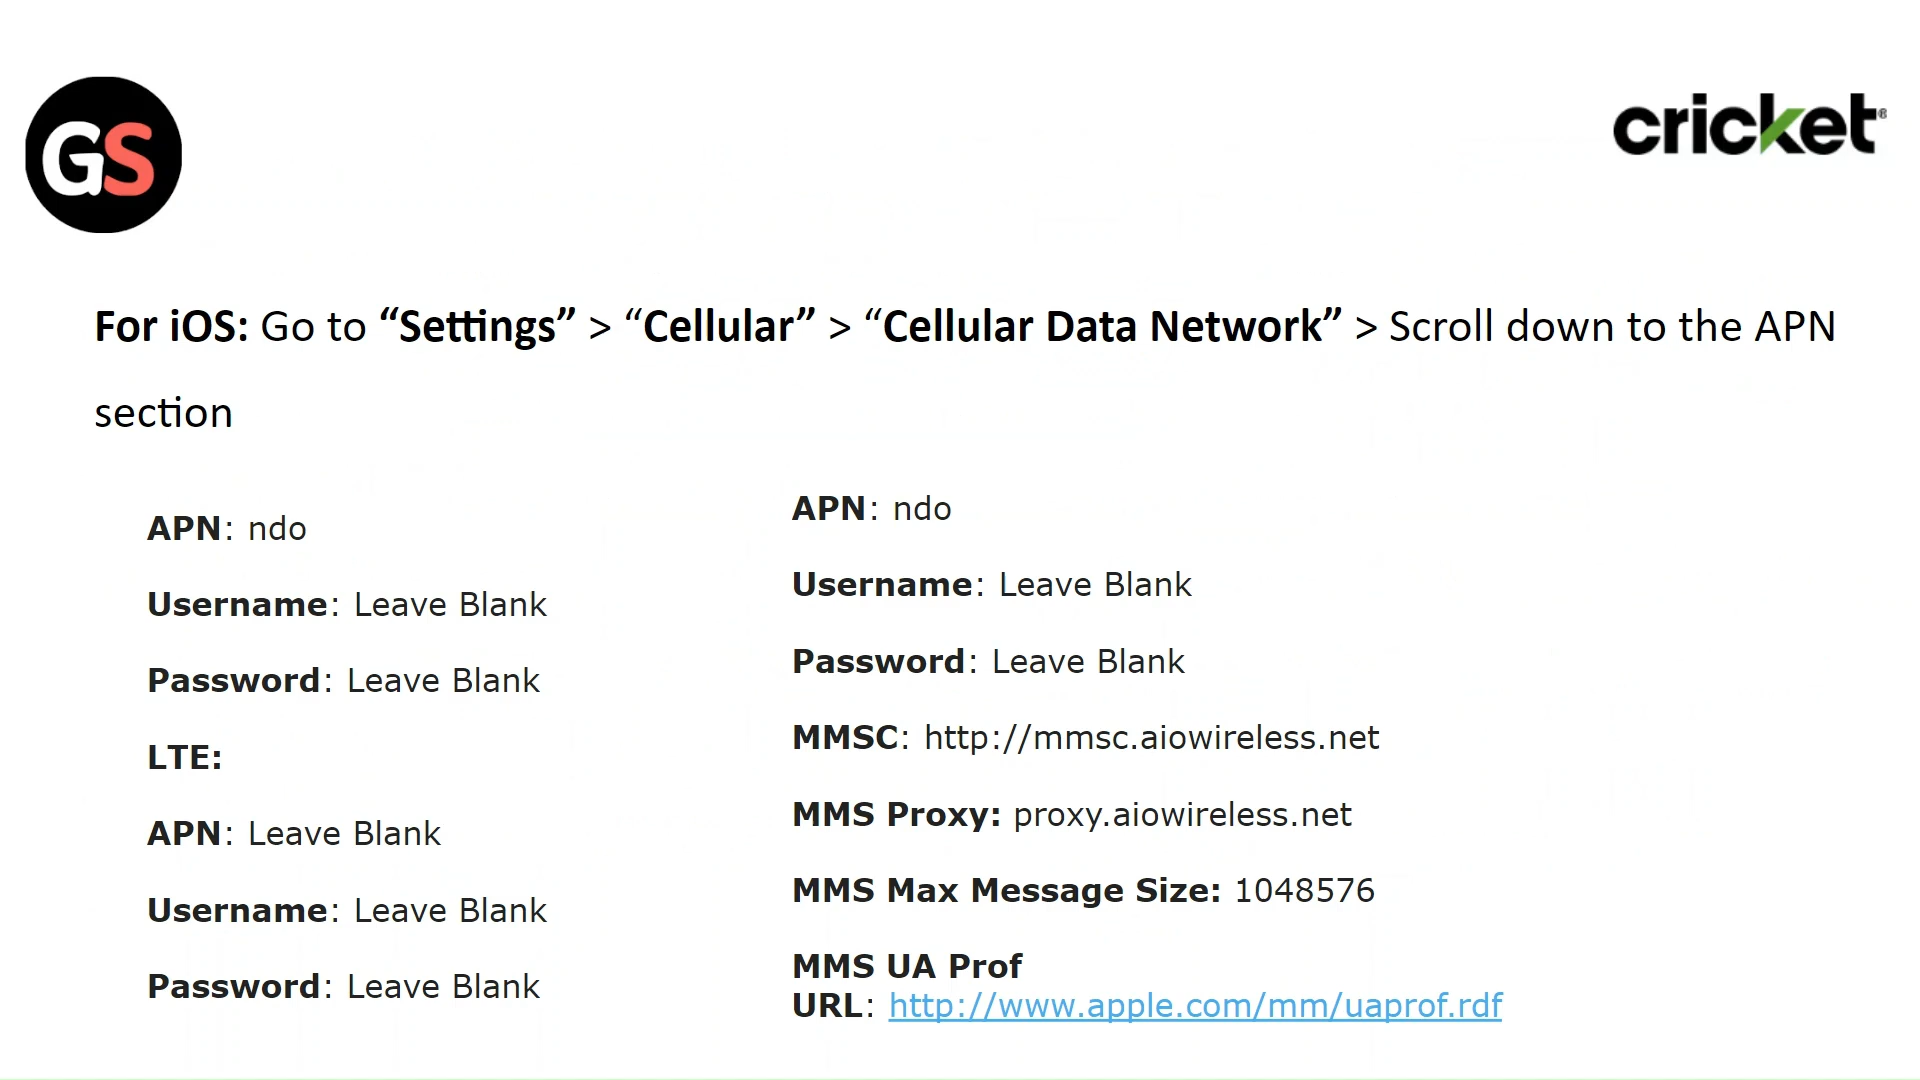 GS
cricket®
For iOS: Go to “Settings” > “Cellular” > “Cellular Data Network” > Scroll down to the APN
section
APN: ndo
Username: Leave Blank
Password: Leave Blank
LTE:
APN: Leave Blank
Username: Leave Blank
Password: Leave Blank
APN: ndo
Username: Leave Blank
Password: Leave Blank
MMSC: http://mmsc.aiowireless.net
MMS Proxy: proxy.aiowireless.net
MMS Max Message Size: 1048576
MMS UA Prof
URL: http://www.apple.com/mm/uaprof.rdf